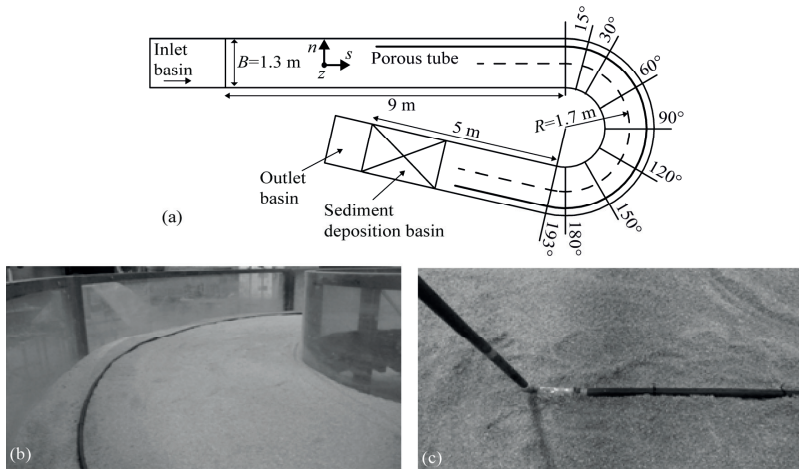 Inlet
basin
B=1.3 m
n
s
z
Porous tube
9 m
15°
30°
60°
90°
120°
150°
180°
193°
R=1.7 m
5 m
Outlet
basin
Sediment
deposition basin
(a)
(b)
(c)